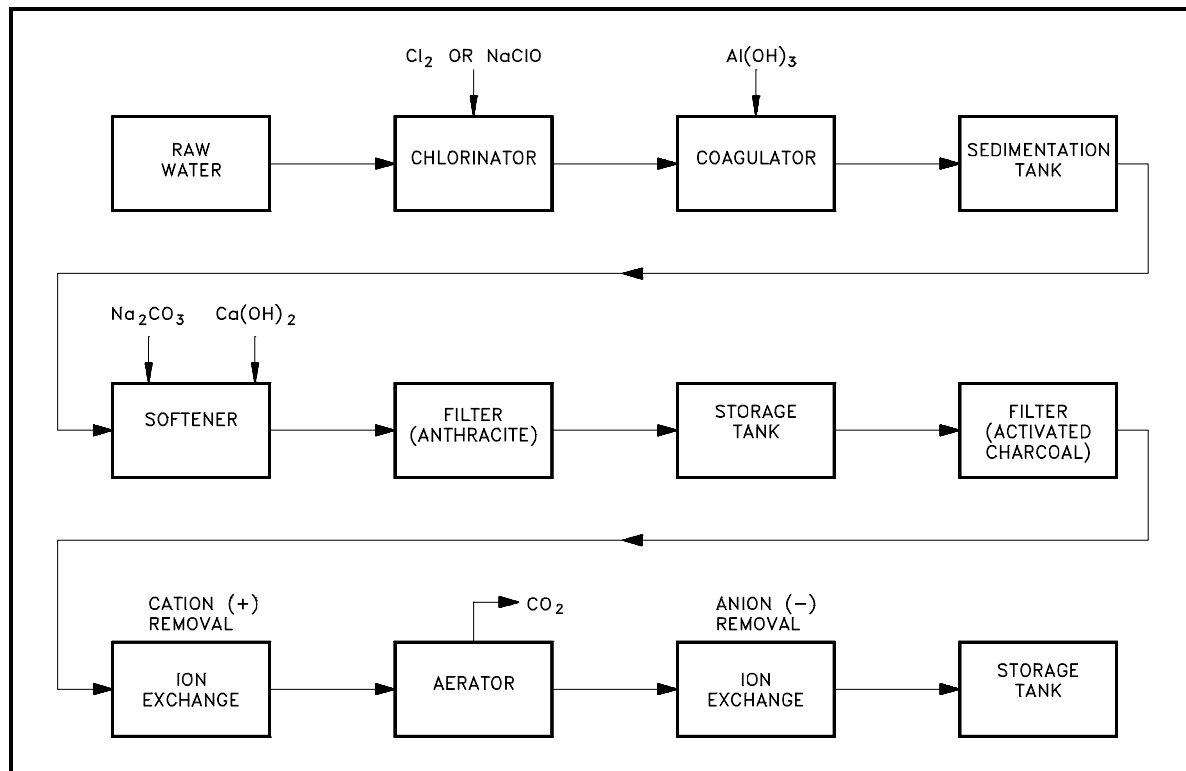 Cl₂ OR NaClO
Al(OH)₃
RAW
WATER
CHLORINATOR
COAGULATOR
SEDIMENTATION
TANK
Na₂CO₃
Ca(OH)₂
SOFTENER
FILTER
(ANTHRACITE)
STORAGE
TANK
FILTER
(ACTIVATED
CHARCOAL)
CATION (+)
REMOVAL
CO₂
ANION (−)
REMOVAL
ION
EXCHANGE
AERATOR
ION
EXCHANGE
STORAGE
TANK